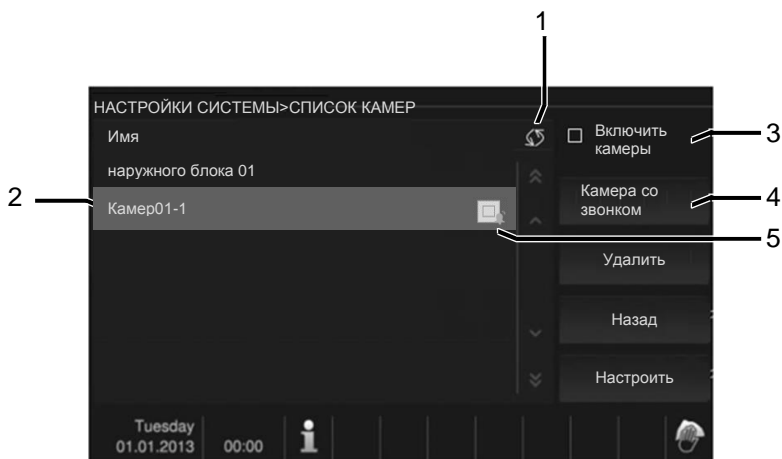 1
НАСТРОЙКИ СИСТЕМЫ>СПИСОК КАМЕР
Имя
Включить камеры
3
наружного блока 01
2
Камер01-1
Камера со звонком
4
5
Удалить
Назад
Настроить
Tuesday
01.01.2013
00:00
i